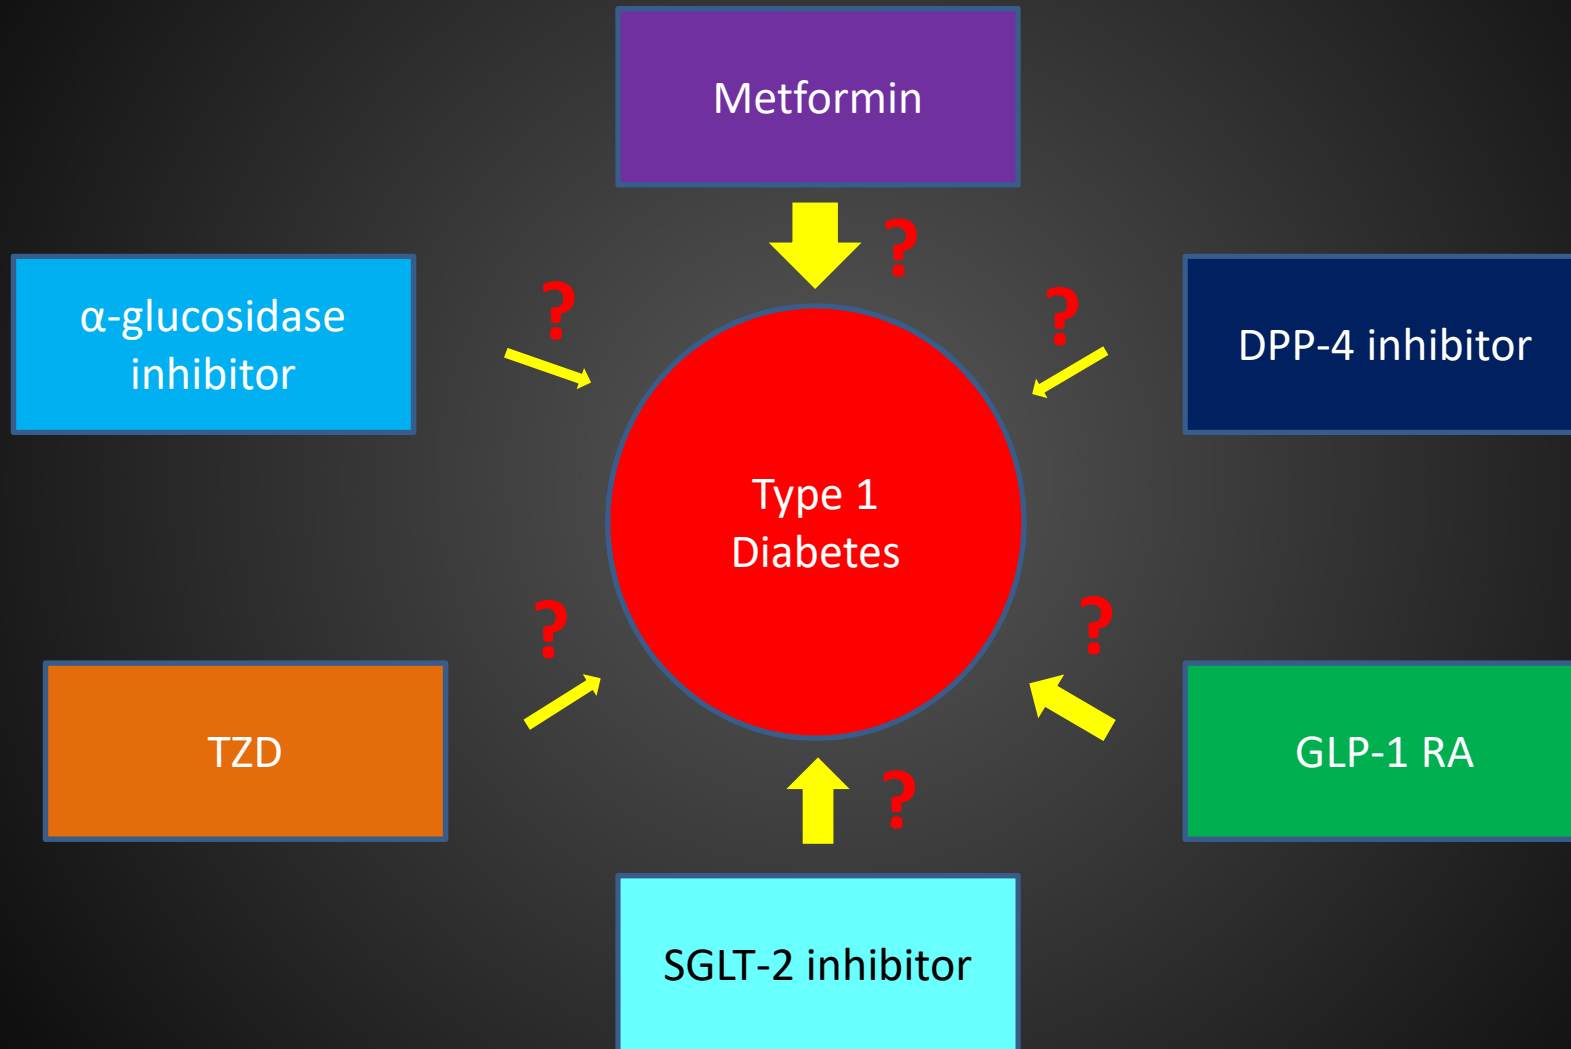 Metformin
?
α-glucosidase
inhibitor
?
?
DPP-4 inhibitor
Type 1
Diabetes
TZD
?
?
GLP-1 RA
?
SGLT-2 inhibitor